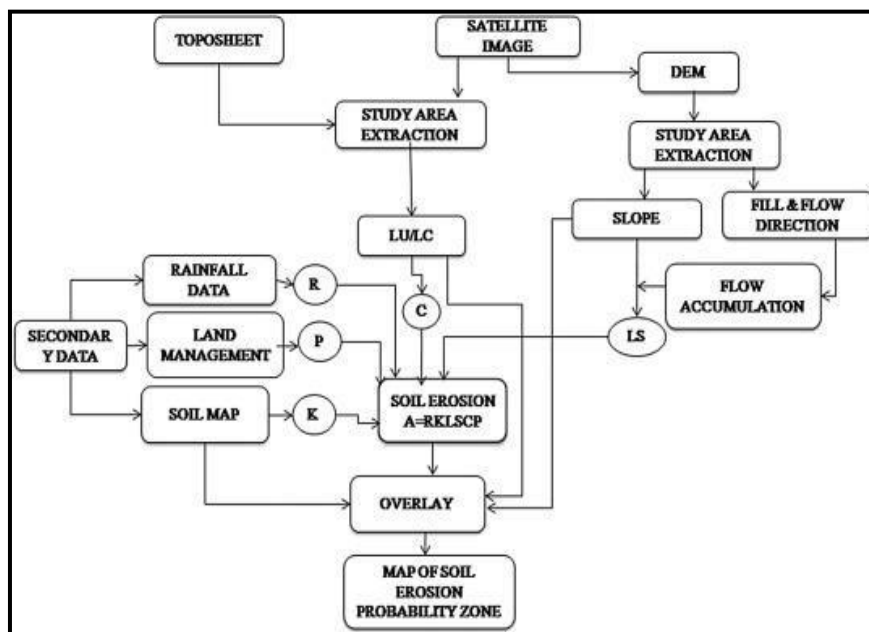 TOPOSHEET
SATELLITE
IMAGE
DEM
STUDY AREA
EXTRACTION
STUDY AREA
EXTRACTION
LU/LC
SLOPE
FILL & FLOW
DIRECTION
RAINFALL
DATA
R
C
FLOW
ACCUMULATION
SECONDAR
Y DATA
LAND
MANAGEMENT
P
LS
SOIL MAP
K
SOIL EROSION
A=RKLSCP
OVERLAY
MAP OF SOIL
EROSION
PROBABILITY ZONE